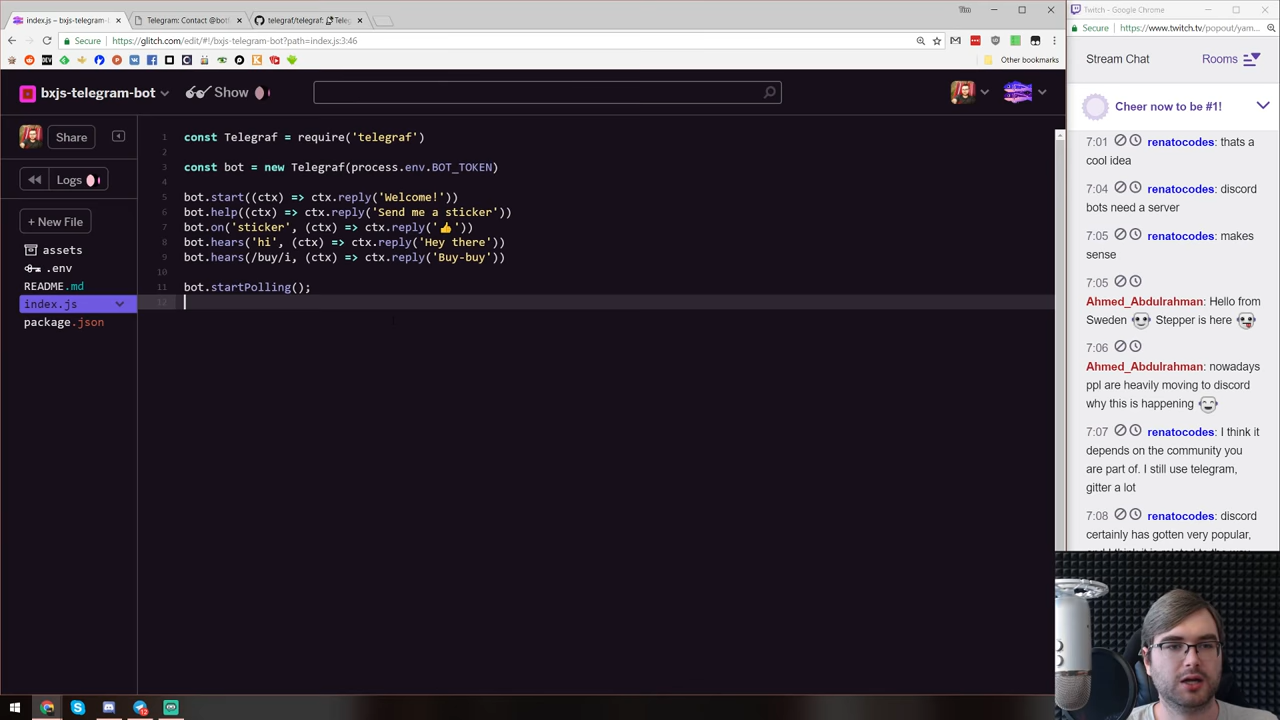 Tim
index.js – bxjs-telegram-
Telegram: Contact @botf
telegraf/telegraf:
Teleg
Twitch - Google Chrome
Secure
https://glitch.com/edit/#!/bxjs-telegram-bot?path=index.js:3:46
Secure
https://www.twitch.tv/popout/yam...
Other bookmarks
Stream Chat
Rooms
bxjs-telegram-bot
Show
Cheer now to be #1!
Share
Logs
+ New File
assets
.env
README.md
index.js
package.json
1 const Telegraf = require('telegraf')
2
3 const bot = new Telegraf(process.env.BOT_TOKEN)
4
5 bot.start((ctx) => ctx.reply('Welcome!'))
6 bot.help((ctx) => ctx.reply('Send me a sticker'))
7 bot.on('sticker', (ctx) => ctx.reply('👍'))
8 bot.hears('hi', (ctx) => ctx.reply('Hey there'))
9 bot.hears(/buy/i, (ctx) => ctx.reply('Buy-buy'))
10
11 bot.startPolling();
12
7:01 renatocodes: thats a
cool idea
7:04 renatocodes: discord
bots need a server
7:05 renatocodes: makes
sense
7:05
Ahmed_Abdulrahman: Hello from
Sweden Stepper is here
7:06
Ahmed_Abdulrahman: nowadays
ppl are heavily moving to discord
why this is happening
7:07 renatocodes: I think it
depends on the community you
are part of. I still use telegram,
gitter a lot
7:08 renatocodes: discord
certainly has gotten very popular,